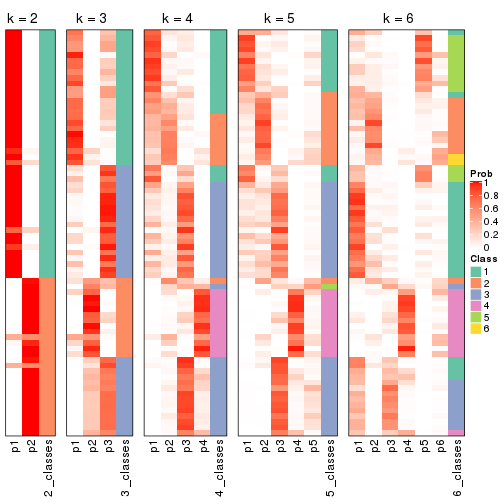 k = 2
k = 3
k = 4
k = 5
k = 6
Prob
1
0.8
0.6
0.4
0.2
0
Class
1
2
3
4
5
6
p1
p2
2_classes
p1
p2
p3
3_classes
p1
p2
p3
p4
4_classes
p1
p2
p3
p4
p5
5_classes
p1
p2
p3
p4
p5
p6
6_classes